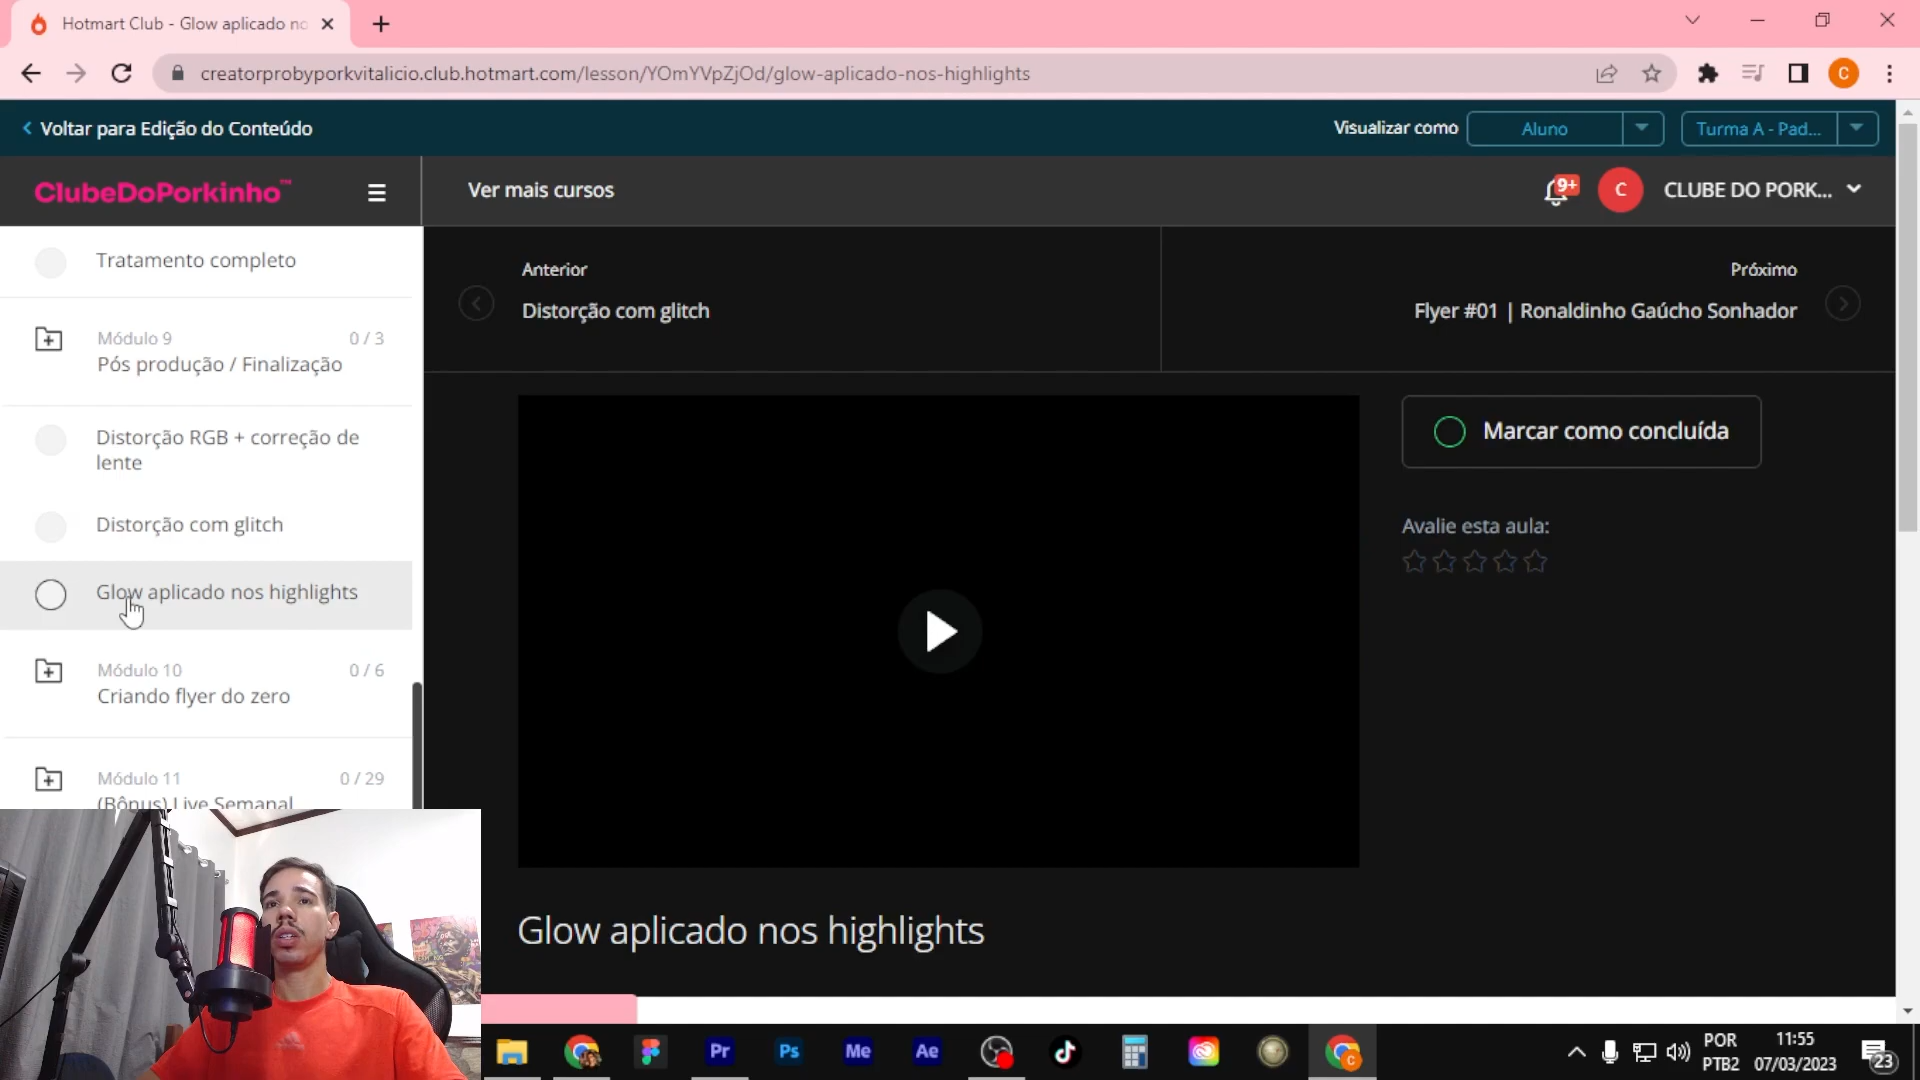 Hotmart Club - Glow aplicado no
creatorprobyporkvitalicio.club.hotmart.com/lesson/YOmYVpZjOd/glow-aplicado-nos-highlights
C
Voltar para Edição do Conteúdo
Visualizar como
Aluno
Turma A - Pad...
ClubeDoPorkinho™
Ver mais cursos
9+
C
CLUBE DO PORK...
Tratamento completo
Módulo 9
0 / 3
Pós produção / Finalização
Distorção RGB + correção de
lente
Distorção com glitch
Glow aplicado nos highlights
Módulo 10
0 / 6
Criando flyer do zero
Módulo 11
0 / 29
(Bônus) Live Semanal
Anterior
Distorção com glitch
Próximo
Flyer #01 | Ronaldinho Gaúcho Sonhador
Marcar como concluída
Avalie esta aula:
Glow aplicado nos highlights
Pr
Ps
Me
Ae
C
POR
PTB2
11:55
07/03/2023
23